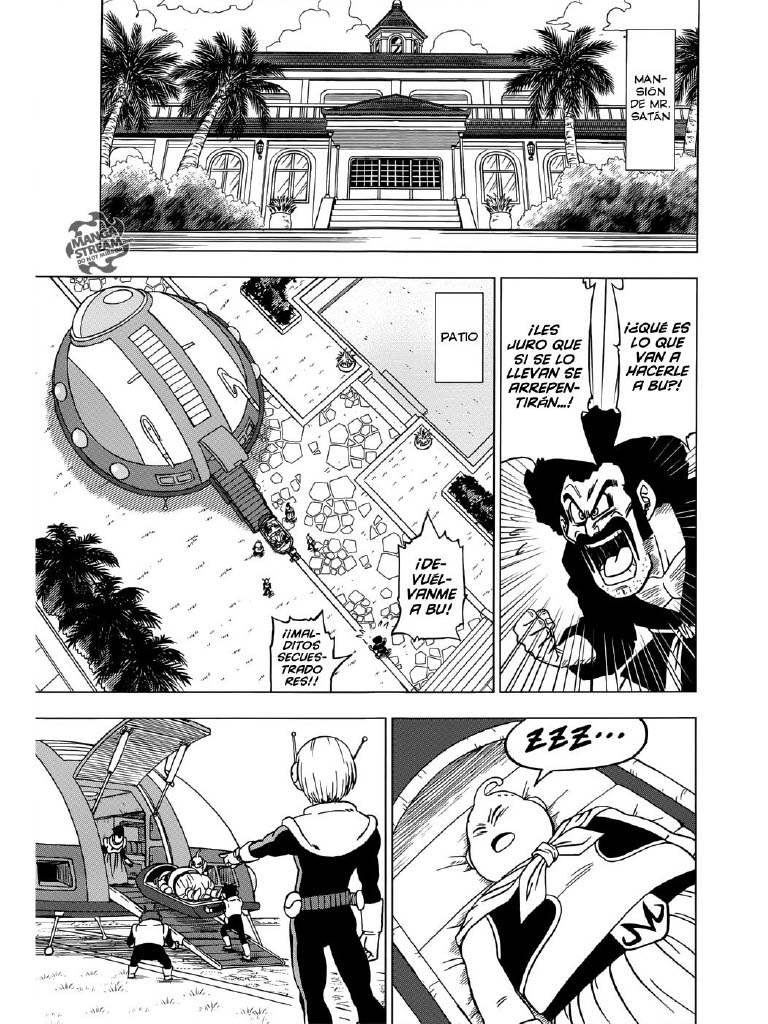 MAN-
SIÓN
DE MR.
SATÁN
MANGA
STREAM
PATIO
¡¿QUÉ ES
LO QUE
VAN A
HACERLE
A BU?!
¡LES
JURO QUE
SI SE LO
LLEVAN SE
ARREPEN-
TIRÁN...!
¡DE-
VUÉL-
VANME
A BU!
¡¡MAL-
DITOS
SECUES-
TRADO
RES!!
ZZZ...
M